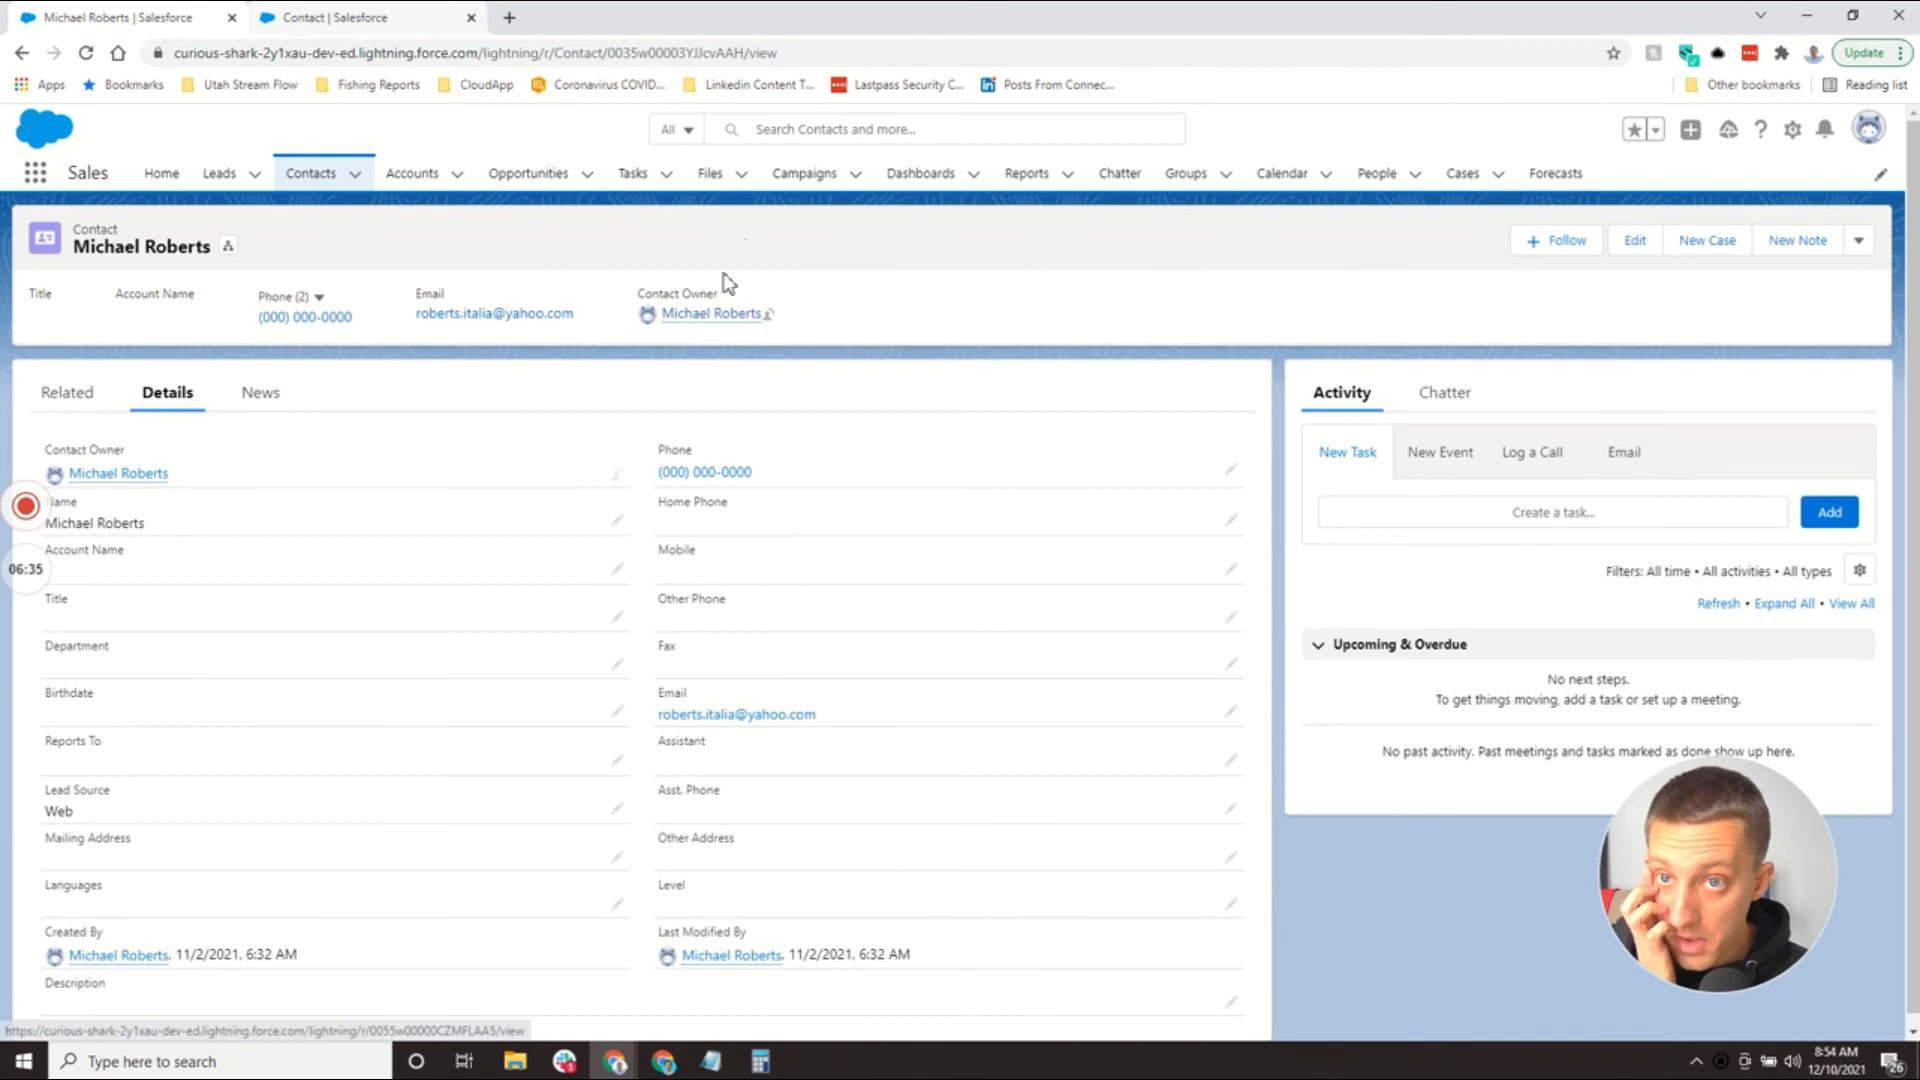 Michael Roberts | Salesforce
Contact | Salesforce
curious-shark-2y1xau-dev-ed.lightning.force.com/lightning/r/Contact/0035w00003YJJcvAAH/view
Update
Apps
Bookmarks
Utah Stream Flow
Fishing Reports
CloudApp
Coronavirus COVID...
Linkedin Content T...
Lastpass Security C...
Posts From Connec...
Other bookmarks
Reading list
All
Search Contacts and more...
Sales
Home
Leads
Contacts
Accounts
Opportunities
Tasks
Files
Campaigns
Dashboards
Reports
Chatter
Groups
Calendar
People
Cases
Forecasts
Contact
Michael Roberts
Follow
Edit
New Case
New Note
Title
Account Name
Phone (2)
(000) 000-0000
Email
roberts.italia@yahoo.com
Contact Owner
Michael Roberts
Related
Details
News
Contact Owner
Michael Roberts
Phone
(000) 000-0000
Name
Michael Roberts
Home Phone
Account Name
Mobile
06:35
Title
Other Phone
Department
Fax
Birthdate
Email
roberts.italia@yahoo.com
Reports To
Assistant
Lead Source
Web
Asst. Phone
Mailing Address
Other Address
Languages
Level
Created By
Michael Roberts, 11/2/2021, 6:32 AM
Last Modified By
Michael Roberts, 11/2/2021, 6:32 AM
Description
Activity
Chatter
New Task
New Event
Log a Call
Email
Create a task...
Add
Filters: All time • All activities • All types
Refresh • Expand All • View All
Upcoming & Overdue
No next steps.
To get things moving, add a task or set up a meeting.
No past activity. Past meetings and tasks marked as done show up here.
https://curious-shark-2y1xau-dev-ed.lightning.force.com/lightning/r/0055w00000CZMFLAA5/view
Type here to search
8:54 AM
12/10/2021
26